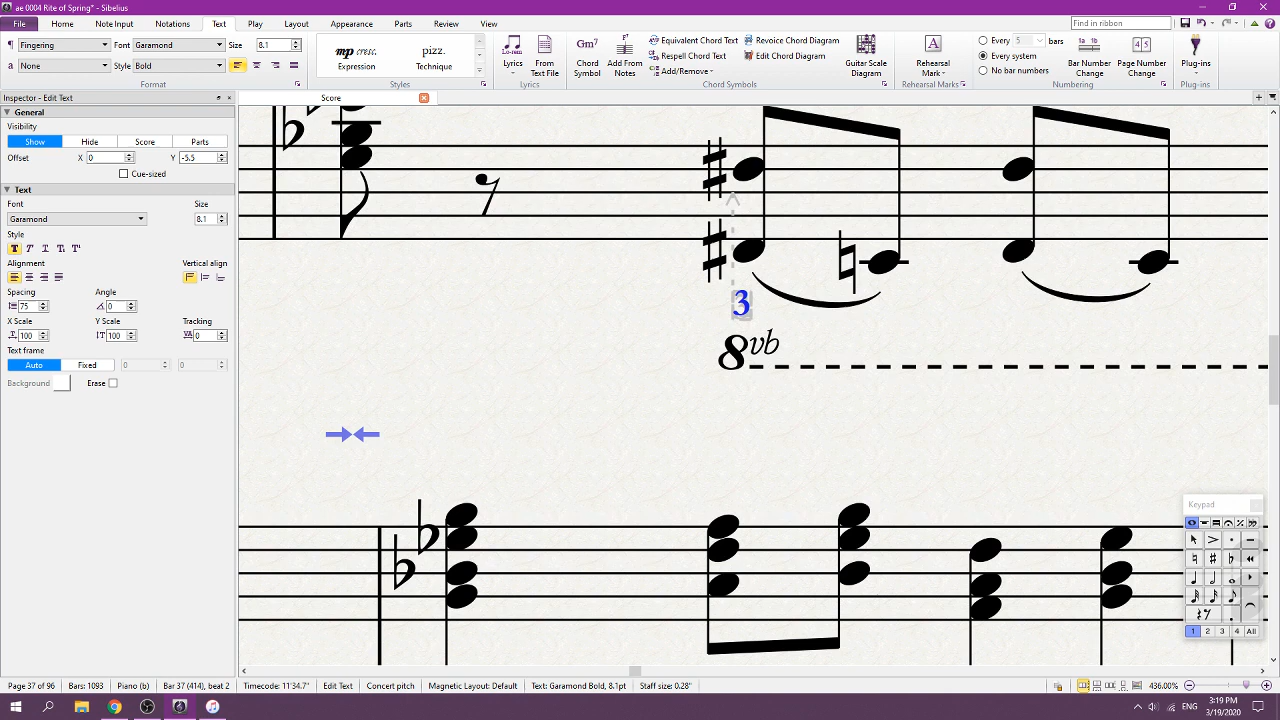 ae 0004 Rite of Spring* - Sibelius
File Home Note Input Notations Text Play Layout Appearance Parts Review View Find in ribbon
Fingering Font Garamond Size 8.1
None Style Bold
Format
mp cresc.
Expression
pizz.
Technique
Styles
Lyrics
From Text File
Lyrics
Gm7
Chord Symbol
Add From Notes
Equivalent Chord Text
Respell Chord Text
Add/Remove
Revoice Chord Diagram
Edit Chord Diagram
Guitar Scale Diagram
Chord Symbols
A
Rehearsal Mark
Rehearsal Marks
Every 5 bars
Every system
No bar numbers
Bar Number Change
Page Number Change
Numbering
Plug-ins
Plug-ins
Inspector - Edit Text
Score
General
Visibility
Show Hide Score Parts
Offset X 0 Y -5.5
Cue-sized
Text
Font Size
Garamond 8.1
Style
Alignment Vertical align
Spacing Angle
75 0
X Scale Y Scale Tracking
100 100 0
Text frame
Auto Fixed 0 0
Background Erase
3
8vb
Keypad
1 2 3 4 All
Page 37 of 96 Bars: 1093 Piano (b) Bar 37 (414), beat 2 Timecode: 11'34.7" Edit Text Concert pitch Magnetic Layout: Default Text: Garamond Bold, 8.1pt Staff size: 0.28" 436.00%
ENG
3:19 PM
3/19/2020